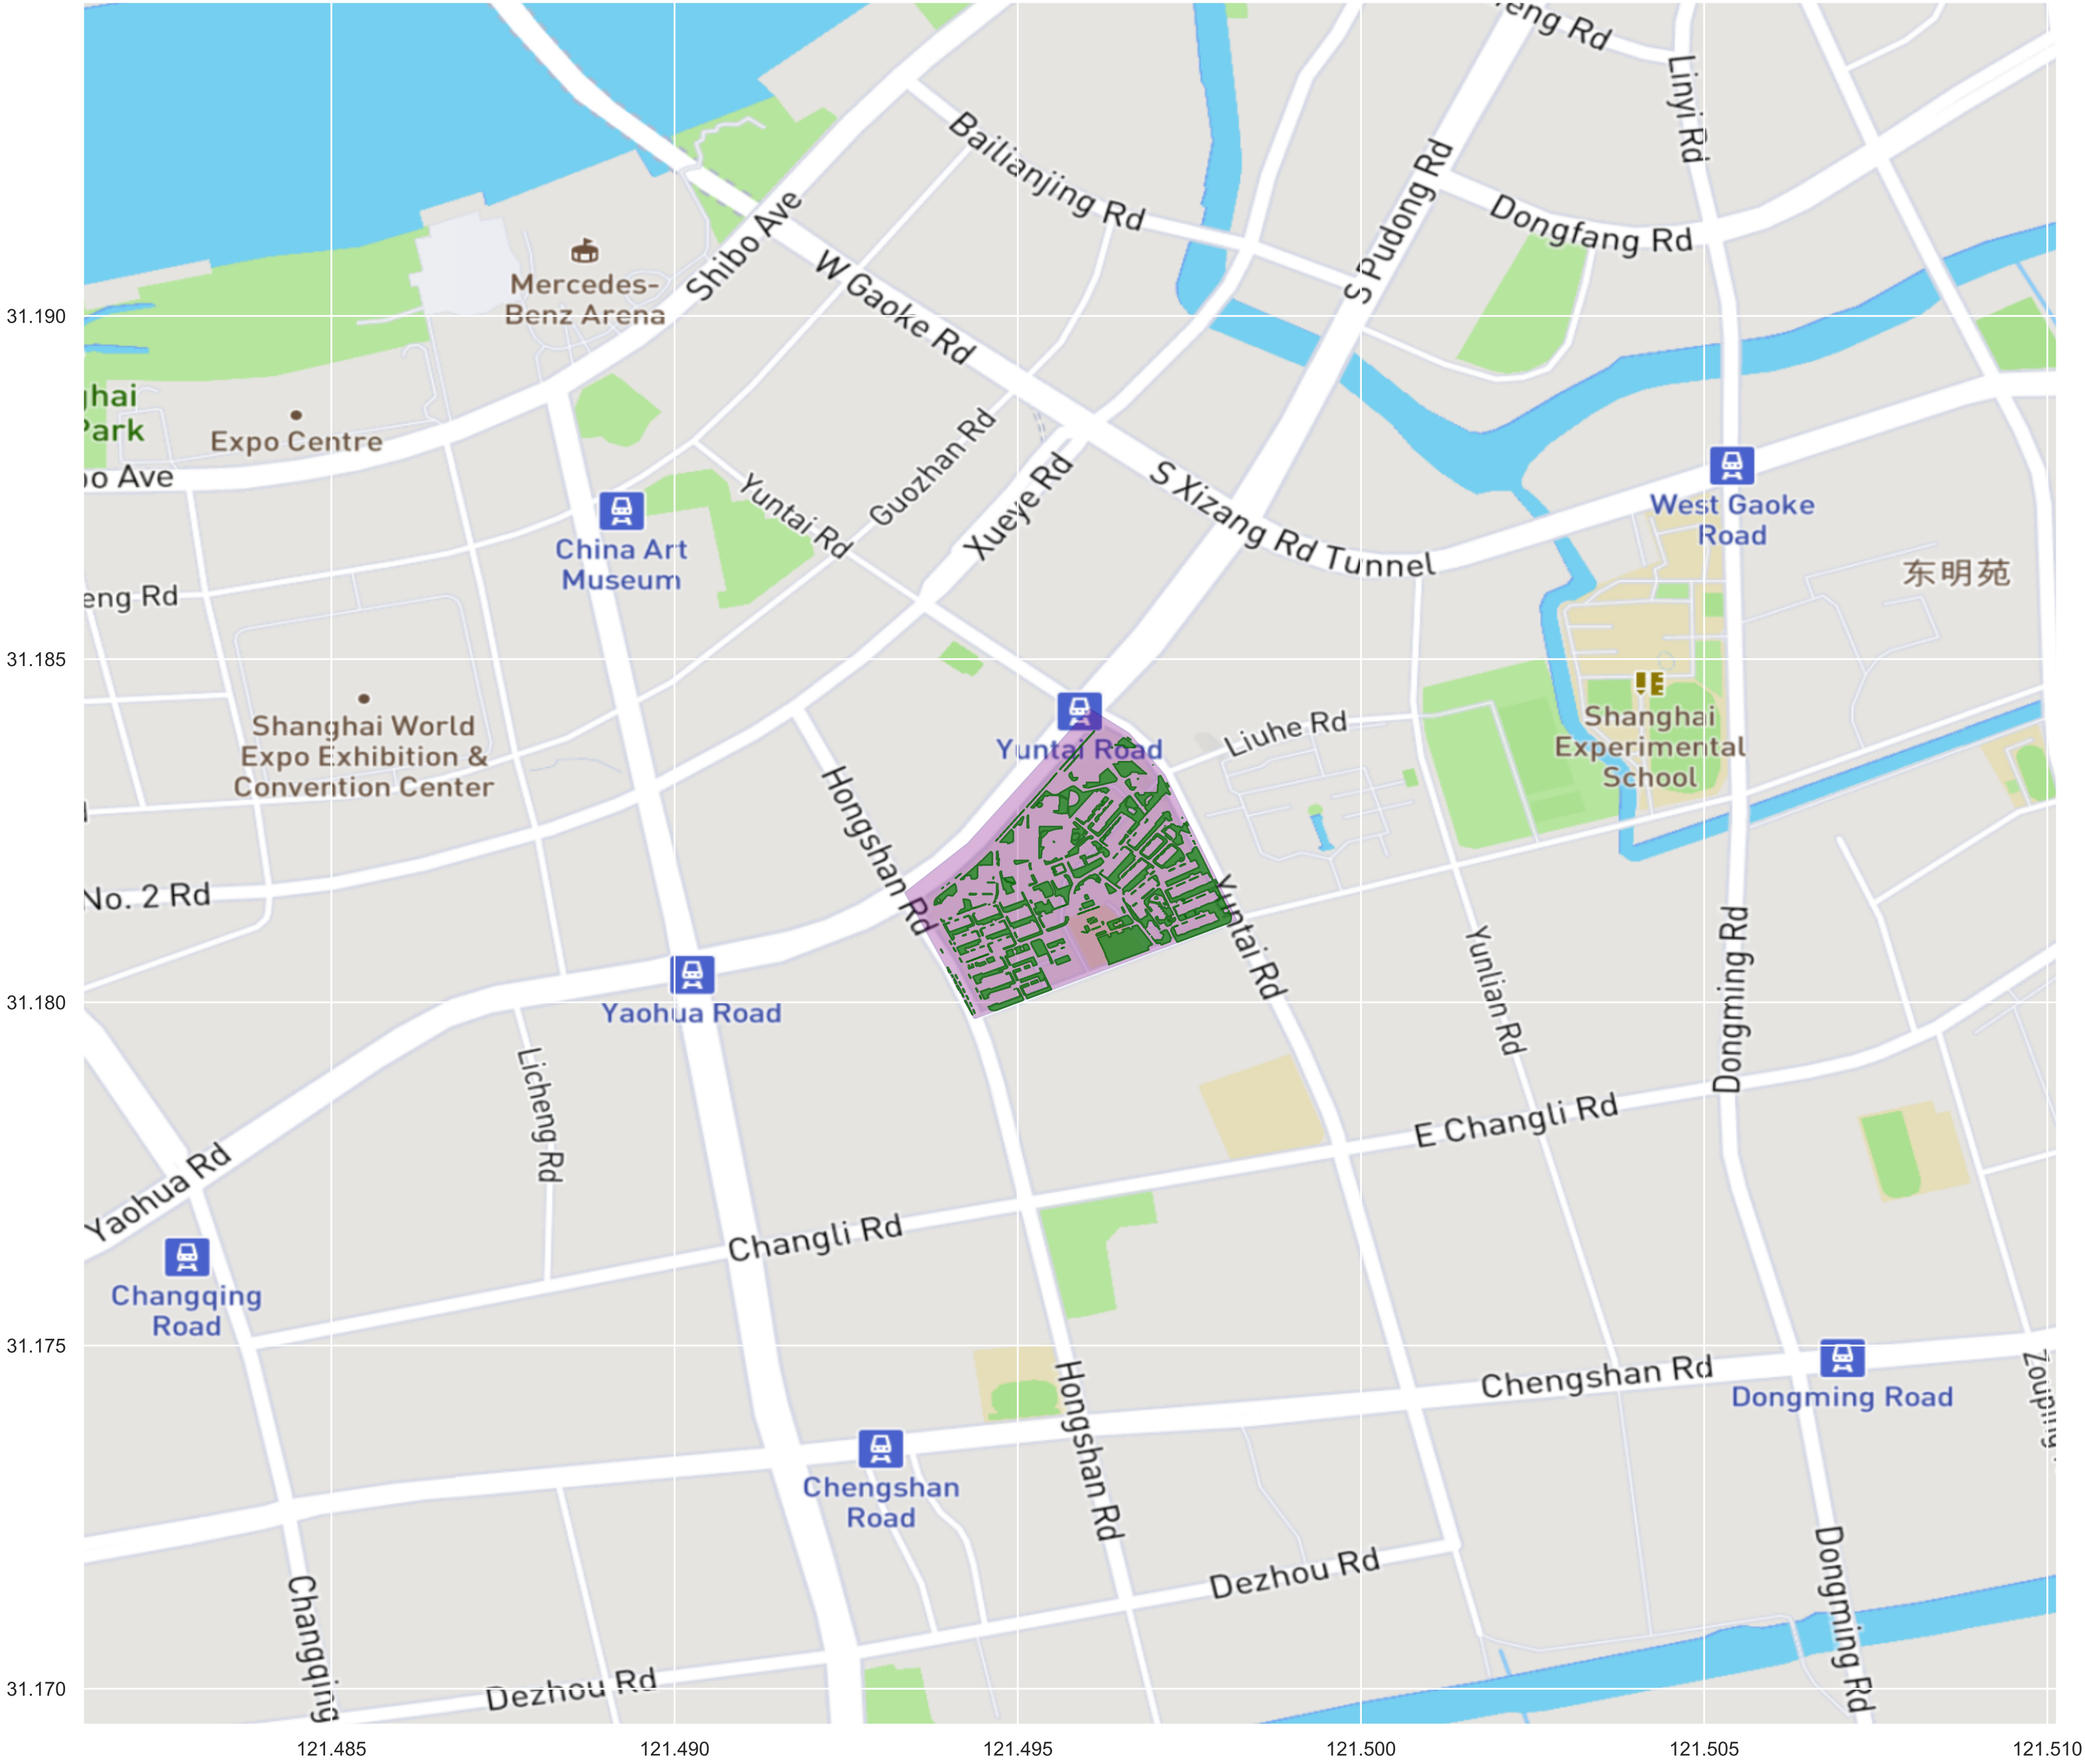 eng Rd
Linyi Rd
Bailianjing Rd
S Pudong Rd
Dongfang Rd
Shibo Ave
W Gaoke Rd
Mercedes-
Benz Arena
31.190
ghai
Park
Expo Centre
oo Ave
Guozhan Rd
Yuntai Rd
Xueye Rd
S Xizang Rd Tunnel
West Gaoke
Road
China Art
Museum
eng Rd
东明苑
31.185
Shanghai World
Expo Exhibition &
Convention Center
Yuntai Road
Liuhe Rd
Shanghai
Experimental
School
Hongshan Rd
No. 2 Rd
Yuntai Rd
Yunlian Rd
Dongming Rd
31.180
Yaohua Road
Licheng Rd
E Changli Rd
Yaohua Rd
Changli Rd
Changqing
Road
31.175
Hongshan Rd
Chengshan Rd
Dongming Road
Zouping
Chengshan
Road
Dezhou Rd
Changqing
Dongming Rd
Dezhou Rd
31.170
121.485
121.490
121.495
121.500
121.505
121.510